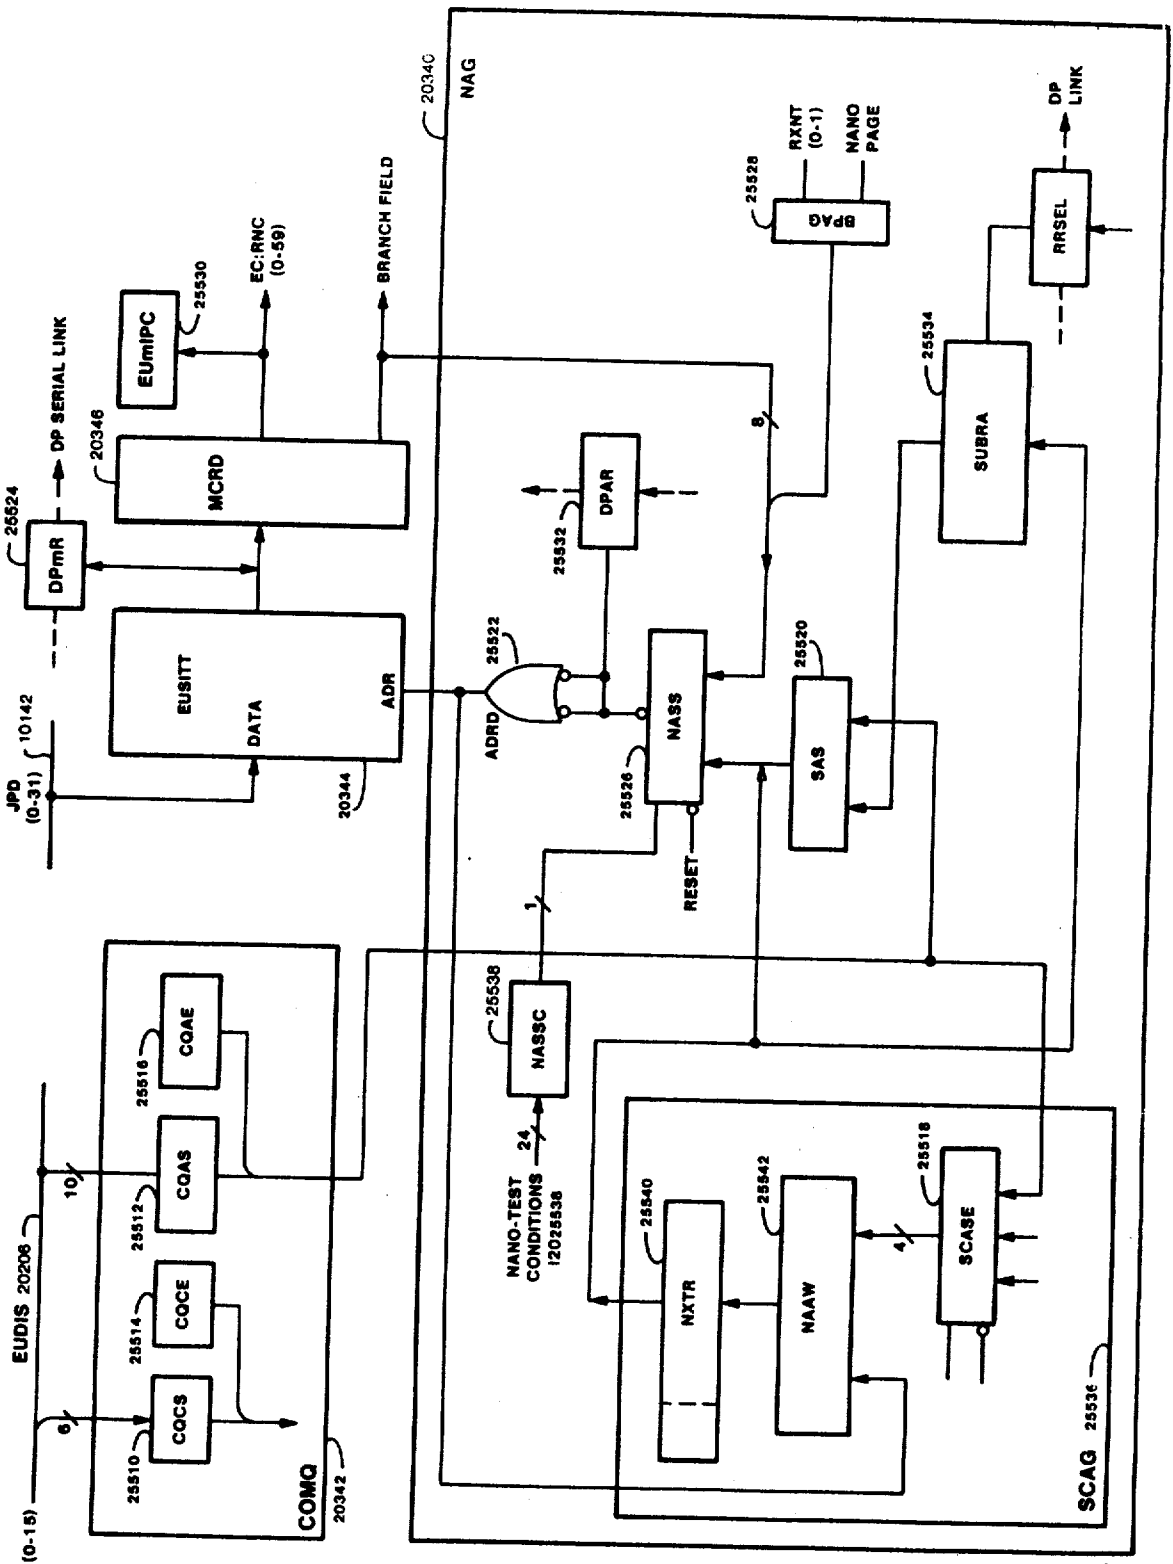 JPD
(0-31)
10142
25524
DPmR
DP SERIAL LINK
EUSITT
DATA
ADR
20344
20346
MCRD
EUmIPC
25530
EC:RNC
(0-59)
BRANCH FIELD
(0-15)
EUDIS 20206
6
10
25510
CQCS
25514
CQCE
25512
CQAS
25516
CQAE
COMQ
20342
20340
NAG
ADRD
25522
25532
DPAR
8
25528
BPAG
RXNT
(0-1)
NANO
PAGE
NANO-TEST
CONDITIONS
I2025538
24
NASSC
25538
1
25526
NASS
RESET
SAS
25520
SUBRA
25534
RRSEL
DP
LINK
NXTR
25540
NAAW
25542
4
SCASE
25518
SCAG
25536